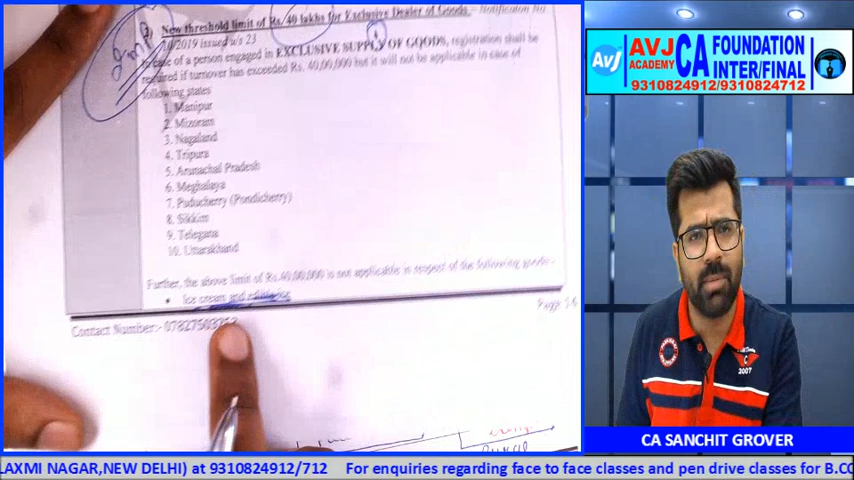 Imp
2) New threshold limit of Rs. 40 lakhs for Exclusive Dealer of Goods - Notification No
10/2019 issued u/s 23
In case of a person engaged in EXCLUSIVE SUPPLY OF GOODS, registration shall be
required if turnover has exceeded Rs. 40,00,000 but it will not be applicable in case of
following states
1. Manipur
2. Mizoram
3. Nagaland
4. Tripura
5. Arunachal Pradesh
6. Meghalaya
7. Puducherry (Pondicherry)
8. Sikkim
9. Telegana
10. Uttarakhand
Further, the above limit of Rs.40,00,000 is not applicable in respect of the following goods:-
• Ice cream and edible ice
Contact Number:- 0782750
Page
AVJ
AVJ
ACADEMY
CA
FOUNDATION
INTER/FINAL
9310824912/9310824712
2007
CA SANCHIT GROVER
LAXMI NAGAR,NEW DELHI) at 9310824912/712 For enquiries regarding face to face classes and pen drive classes for B.CO